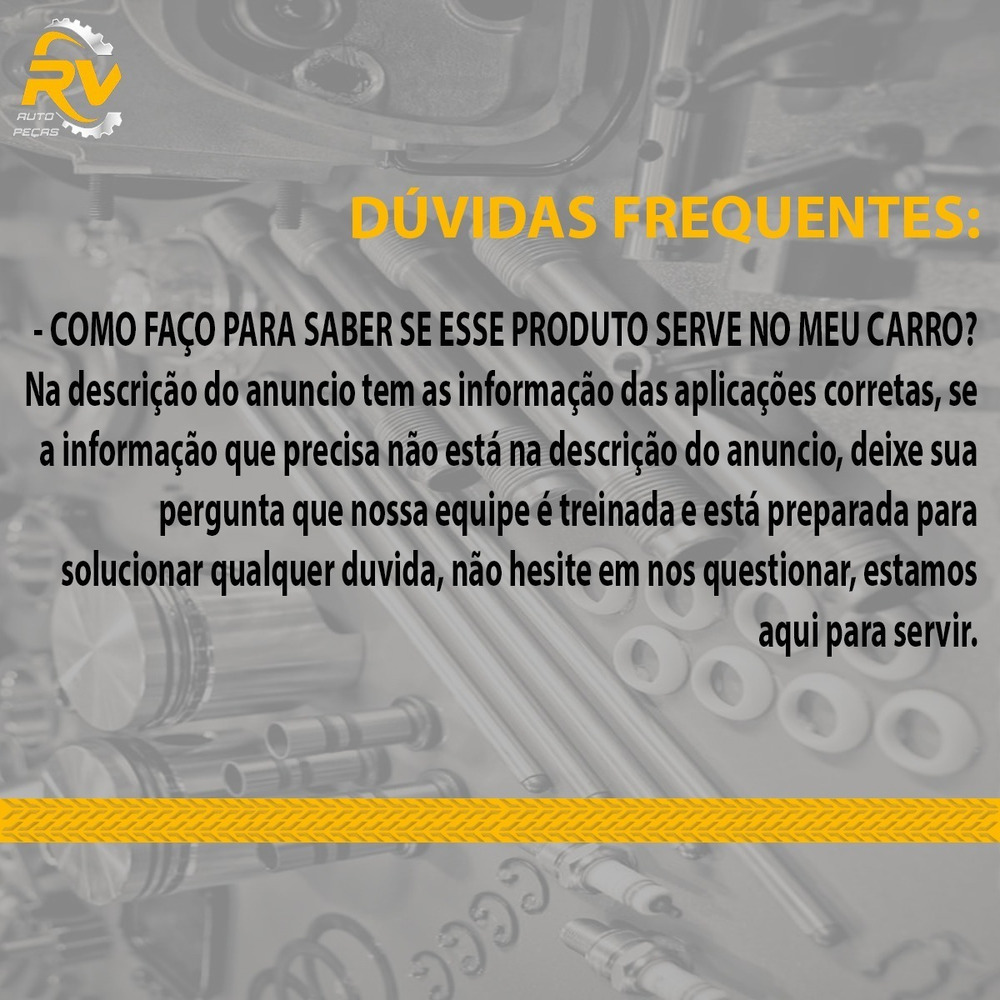 RV
AUTO
PEÇAS
DÚVIDAS FREQUENTES:
- COMO FAÇO PARA SABER SE ESSE PRODUTO SERVE NO MEU CARRO?
Na descrição do anuncio tem as informação das aplicações corretas, se
a informação que precisa não está na descrição do anuncio, deixe sua
pergunta que nossa equipe é treinada e está preparada para
solucionar qualquer duvida, não hesite em nos questionar, estamos
aqui para servir.